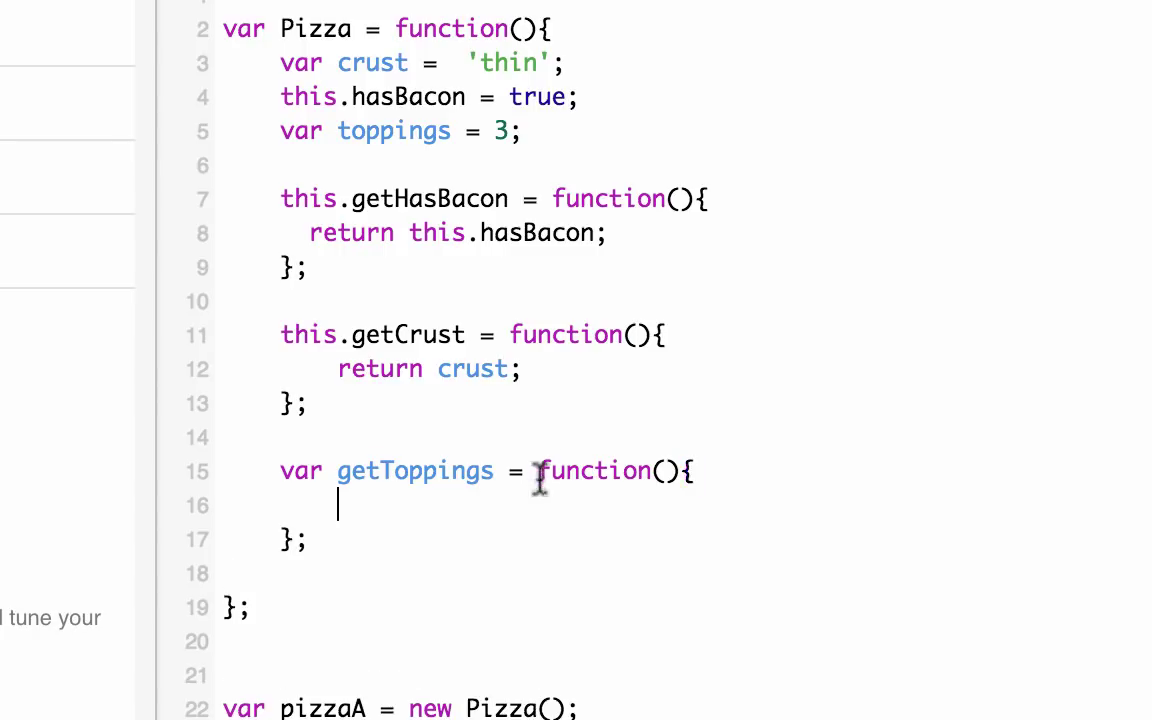 2 var Pizza = function(){
3 var crust =  'thin';
4 this.hasBacon = true;
5 var toppings = 3;
6
7 this.getHasBacon = function(){
8 return this.hasBacon;
9 };
10
11 this.getCrust = function(){
12 return crust;
13 };
14
15 var getToppings = function(){
16
17 };
18
l tune your
19 };
20
21
22 var pizzaA = new Pizza();